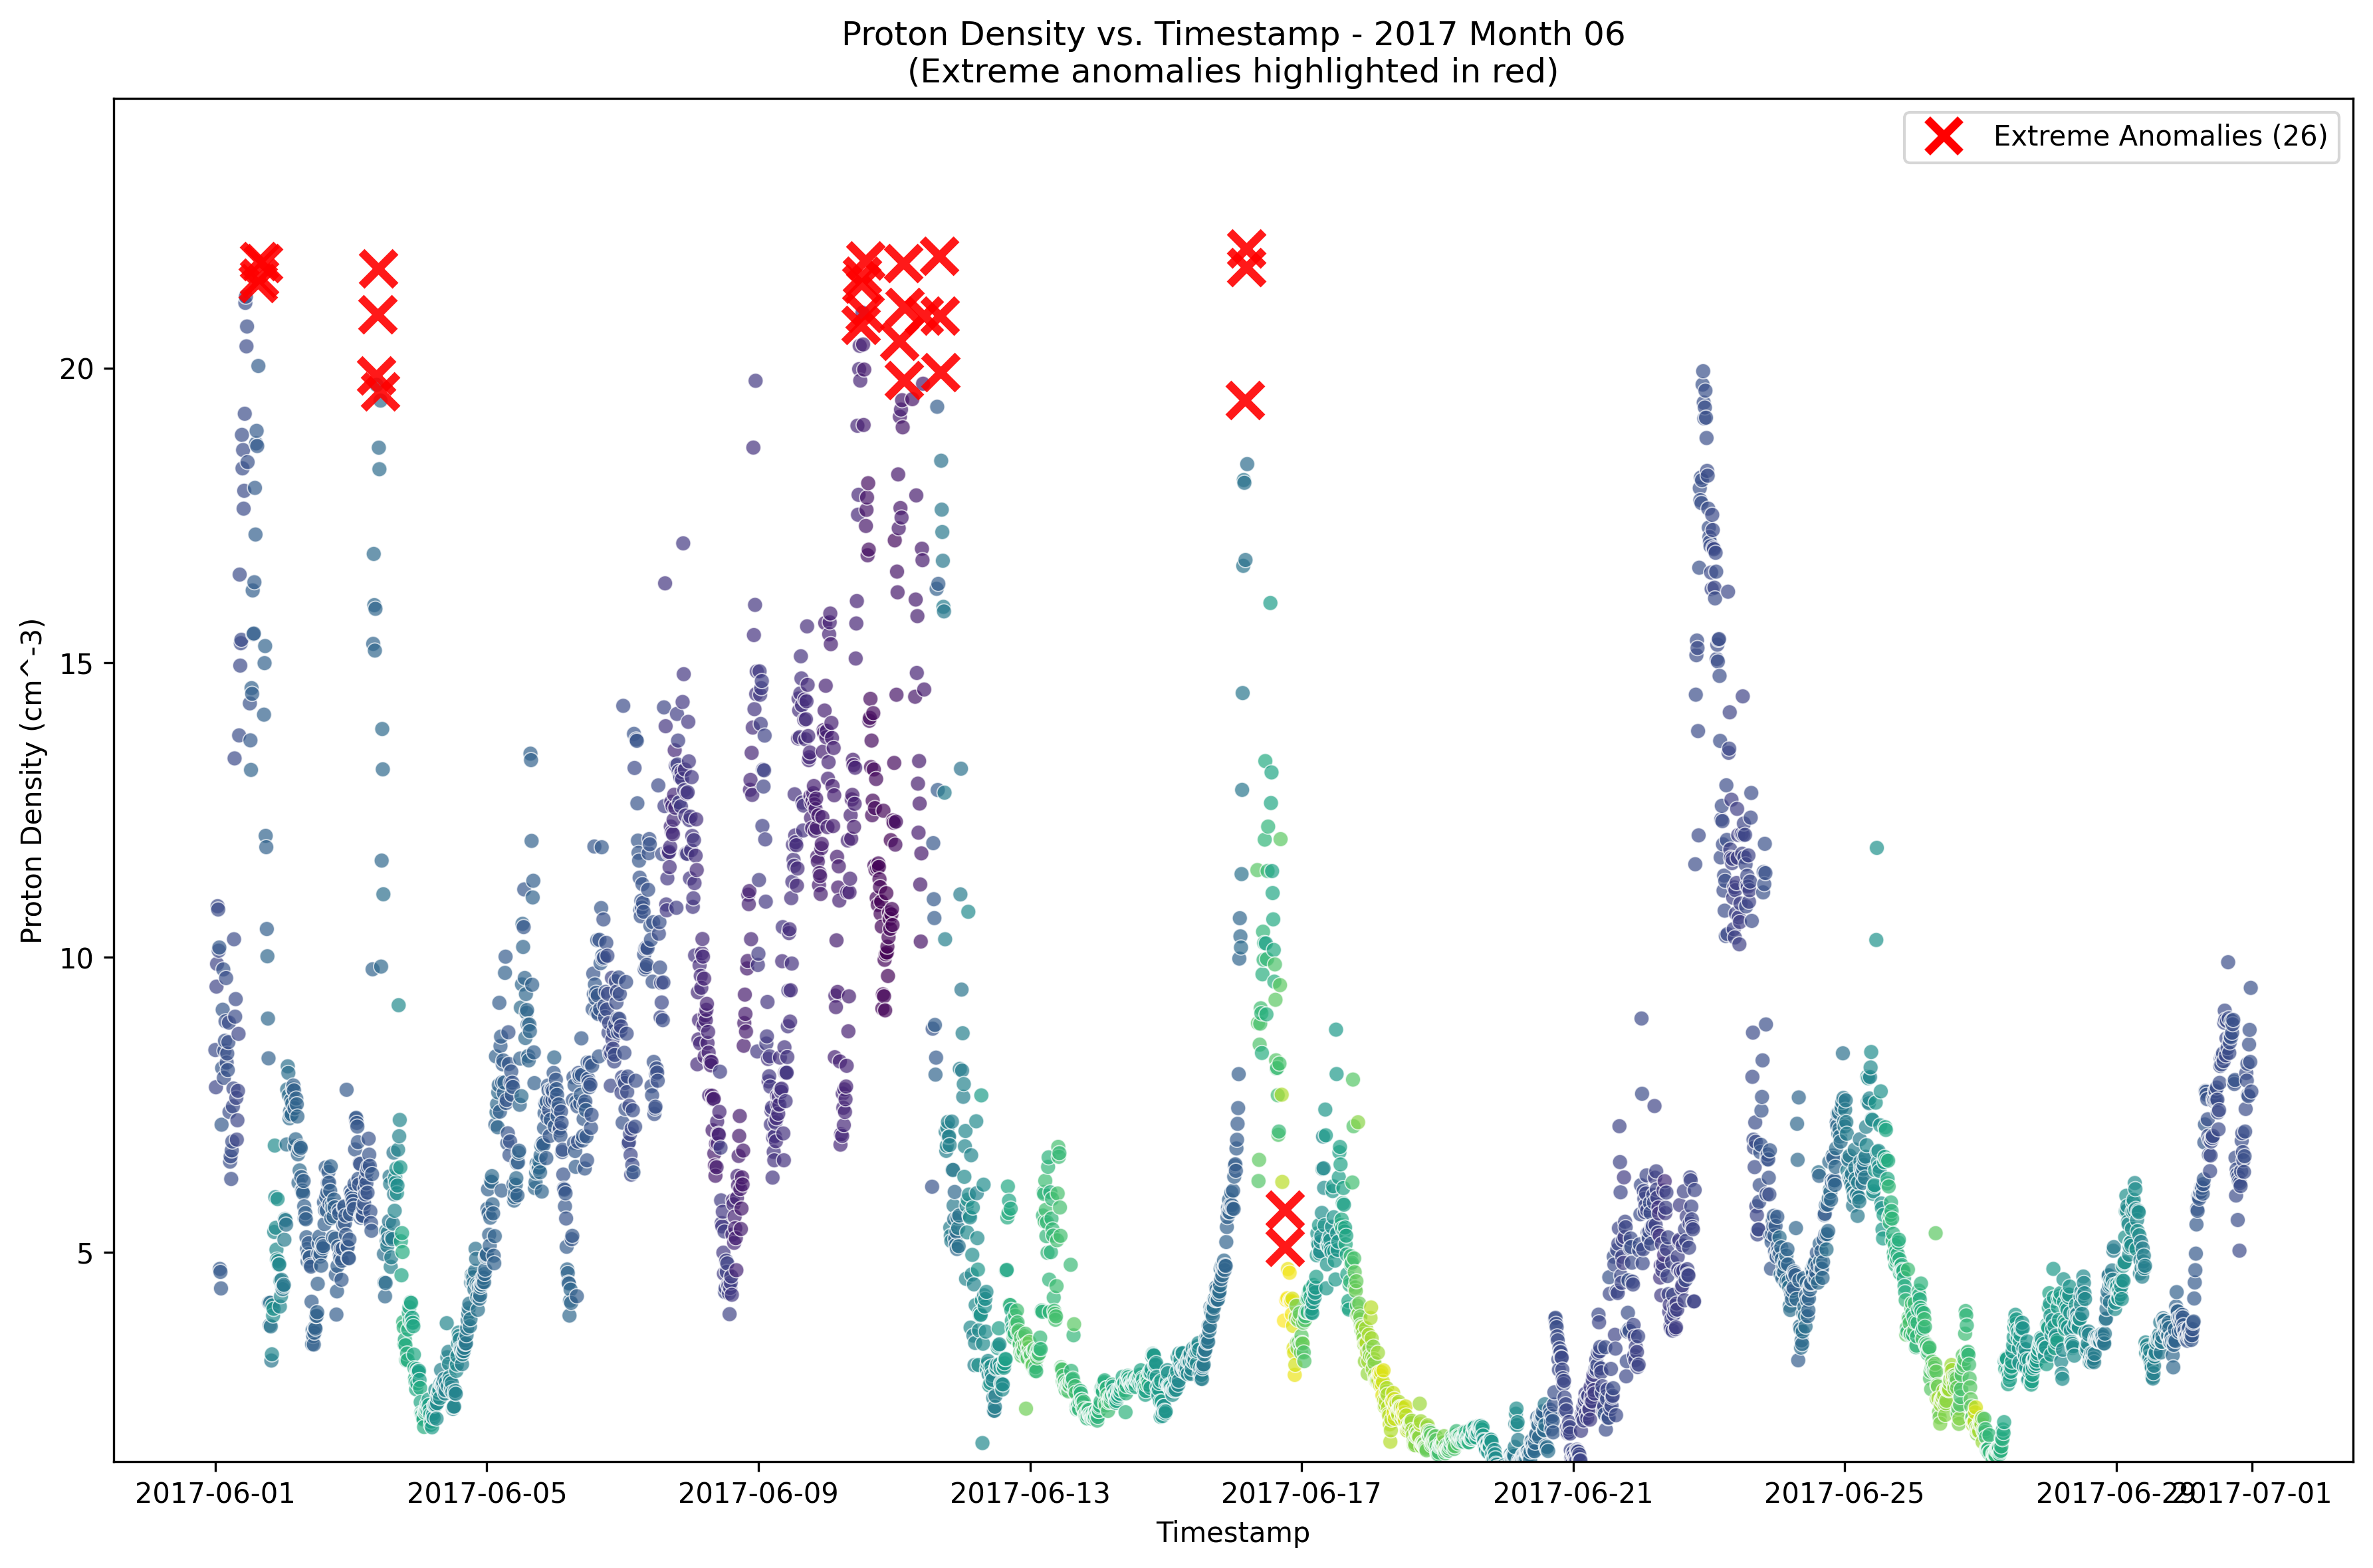 Proton Density vs. Timestamp - 2017 Month 06
(Extreme anomalies highlighted in red)
Extreme Anomalies (26)
Proton Density (cm^-3)
20
15
10
5
2017-06-01
2017-06-05
2017-06-09
2017-06-13
2017-06-17
2017-06-21
2017-06-25
2017-06-29
2017-07-01
Timestamp